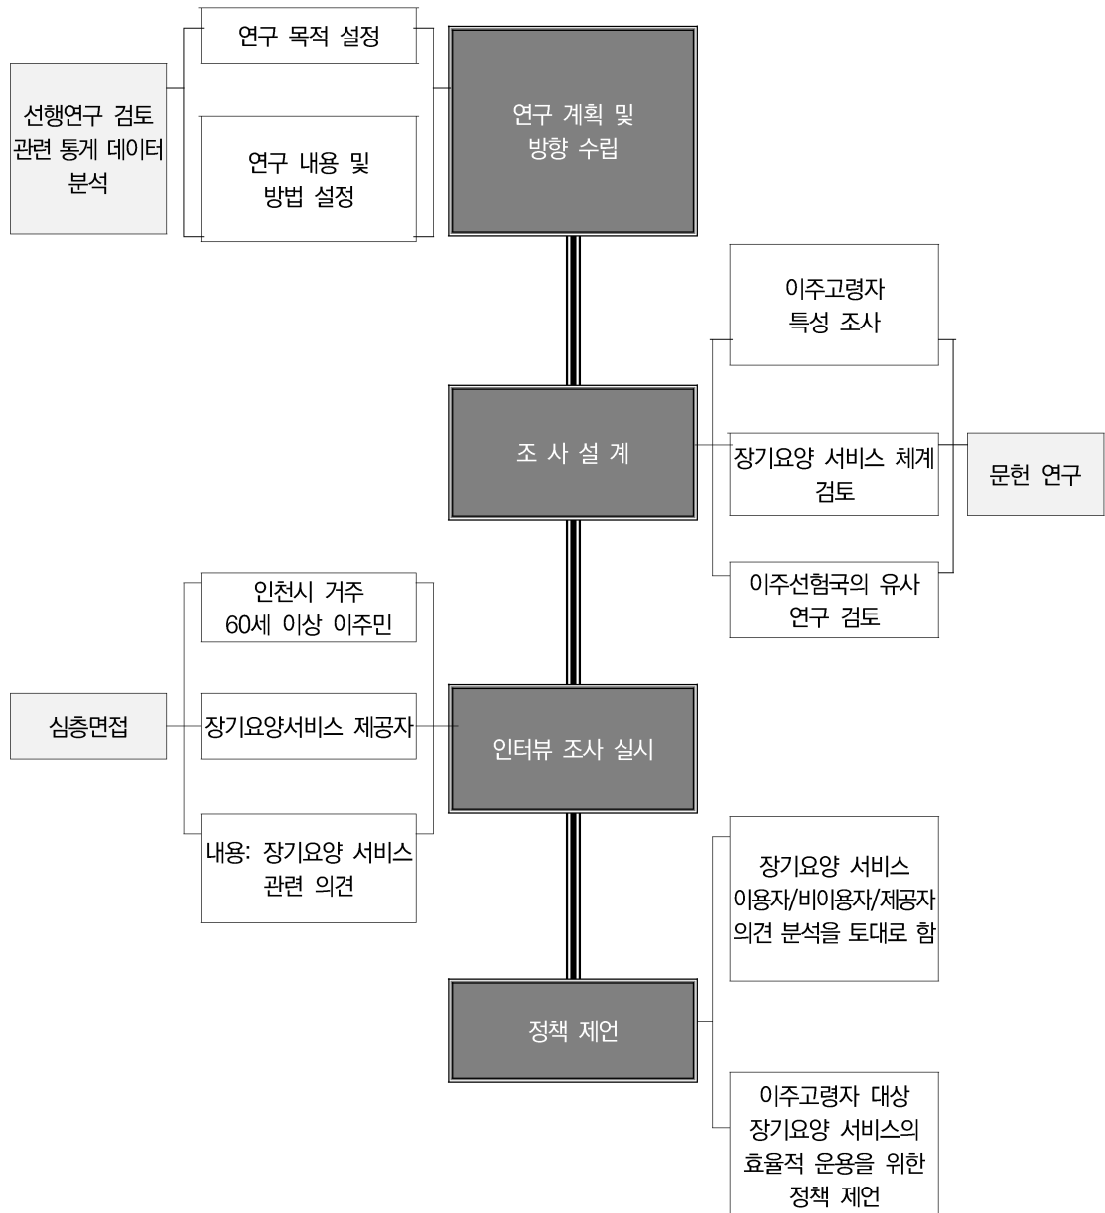 연구 목적 설정
선행연구 검토
관련 통계 데이터
분석
연구 내용 및
방법 설정
연구 계획 및
방향 수립
이주고령자
특성 조사
조 사 설 계
장기요양 서비스 체계
검토
문헌 연구
이주선험국의 유사
연구 검토
인천시 거주
60세 이상 이주민
심층면접
장기요양서비스 제공자
인터뷰 조사 실시
내용: 장기요양 서비스
관련 의견
장기요양 서비스
이용자/비이용자/제공자
의견 분석을 토대로 함
정책 제언
이주고령자 대상
장기요양 서비스의
효율적 운용을 위한
정책 제언